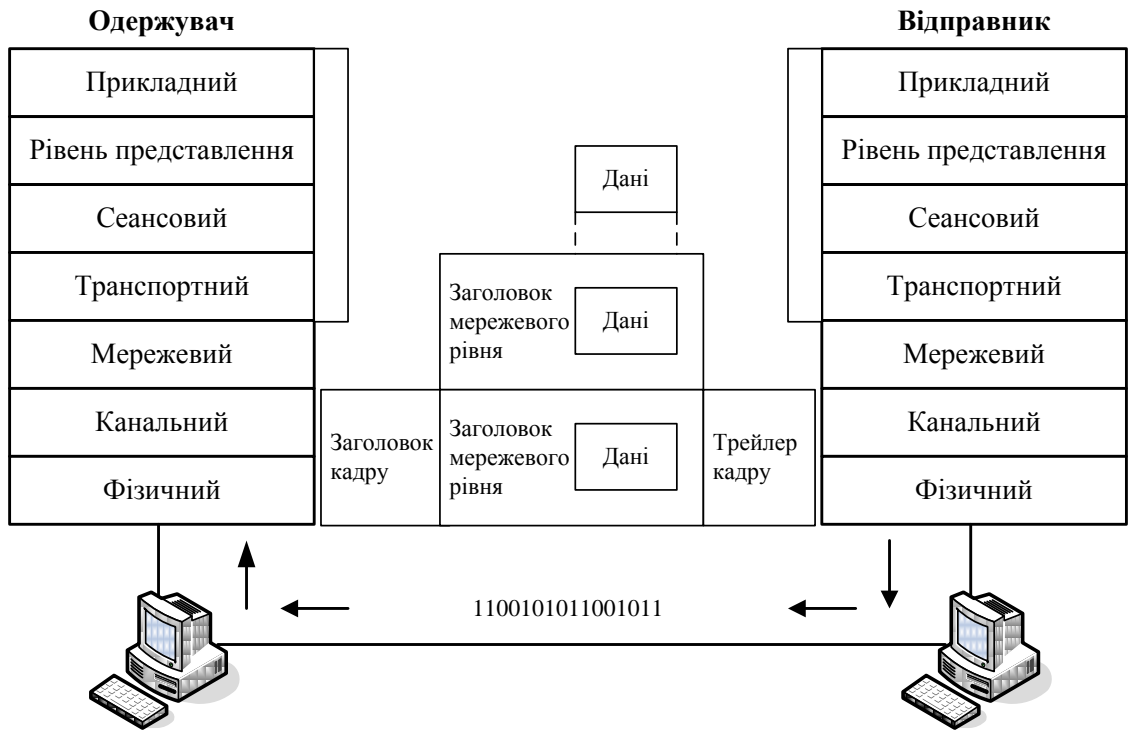 Одержувач
Прикладний
Рівень представлення
Сеансовий
Транспортний
Мережевий
Канальний
Фізичний
Дані
Заголовок
мережевого
рівня
Дані
Заголовок
кадру
Заголовок
мережевого
рівня
Дані
Трейлер
кадру
1100101011001011
Відправник
Прикладний
Рівень представлення
Сеансовий
Транспортний
Мережевий
Канальний
Фізичний